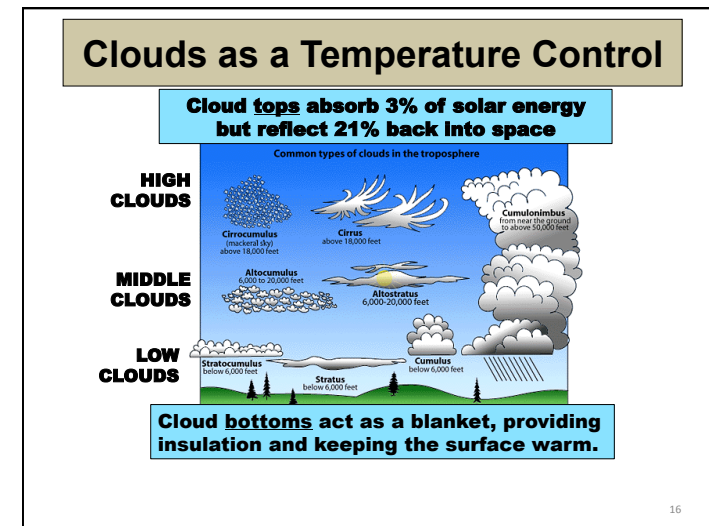 Clouds as a Temperature Control
Cloud tops absorb 3% of solar energy
but reflect 21% back into space
Common types of clouds in the troposphere
HIGH
CLOUDS
Cirrocumulus
(mackeral sky)
above 18,000 feet
Cirrus
above 18,000 feet
Cumulonimbus
from near the ground
to above 50,000 feet
MIDDLE
CLOUDS
Altocumulus
6,000 to 20,000 feet
Altostratus
6,000-20,000 feet
LOW
CLOUDS
Stratocumulus
below 6,000 feet
Stratus
below 6,000 feet
Cumulus
below 6,000 feet
Cloud bottoms act as a blanket, providing
insulation and keeping the surface warm.
16